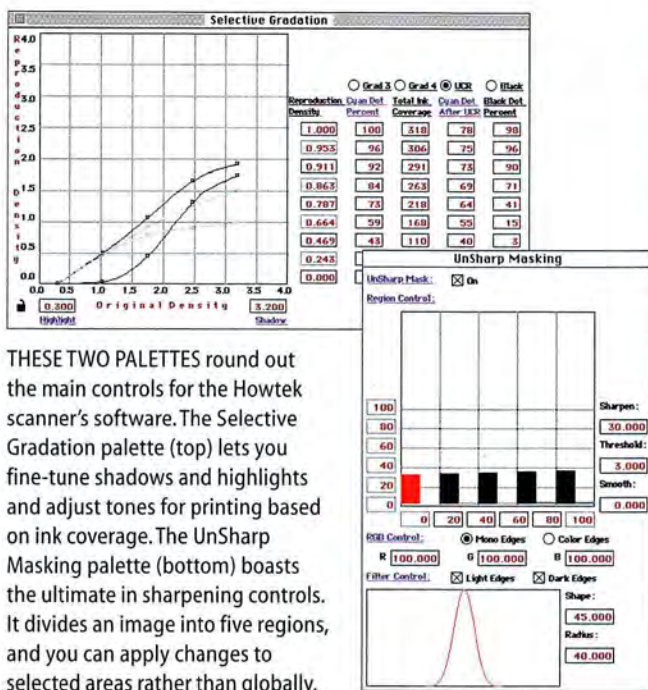 Selective Gradation
Reproduction Density
4.0
3.5
3.0
2.5
2.0
1.5
1.0
0.5
0.0
0.0 0.5 1.0 1.5 2.0 2.5 3.0 3.5 4.0
Original Density
0.300
3.200
Highlight
Shadow
Grad 3 Grad 4 UCR Black
Reproduction Cyan Dot Total Ink Cyan Dot Black Dot
Density Percent Coverage After UCR Percent
1.000 100 318 78 98
0.953 96 306 75 96
0.911 92 291 73 90
0.863 84 263 69 71
0.787 73 218 64 41
0.664 59 168 55 15
0.469 43 110 40 3
0.243
0.000
UnSharp Masking
UnSharp Mask: On
Region Control:
100
80
60
40
20
0
0 20 40 60 80 100
Sharpen:
30.000
Threshold:
3.000
Smooth:
0.000
RGB Control: Mono Edges Color Edges
R 100.000 G 100.000 B 100.000
Filter Control: Light Edges Dark Edges
Shape:
45.000
Radius:
40.000
THESE TWO PALETTES round out
the main controls for the Howtek
scanner's software. The Selective
Gradation palette (top) lets you
fine-tune shadows and highlights
and adjust tones for printing based
on ink coverage. The UnSharp
Masking palette (bottom) boasts
the ultimate in sharpening controls.
It divides an image into five regions,
and you can apply changes to
selected areas rather than globally.